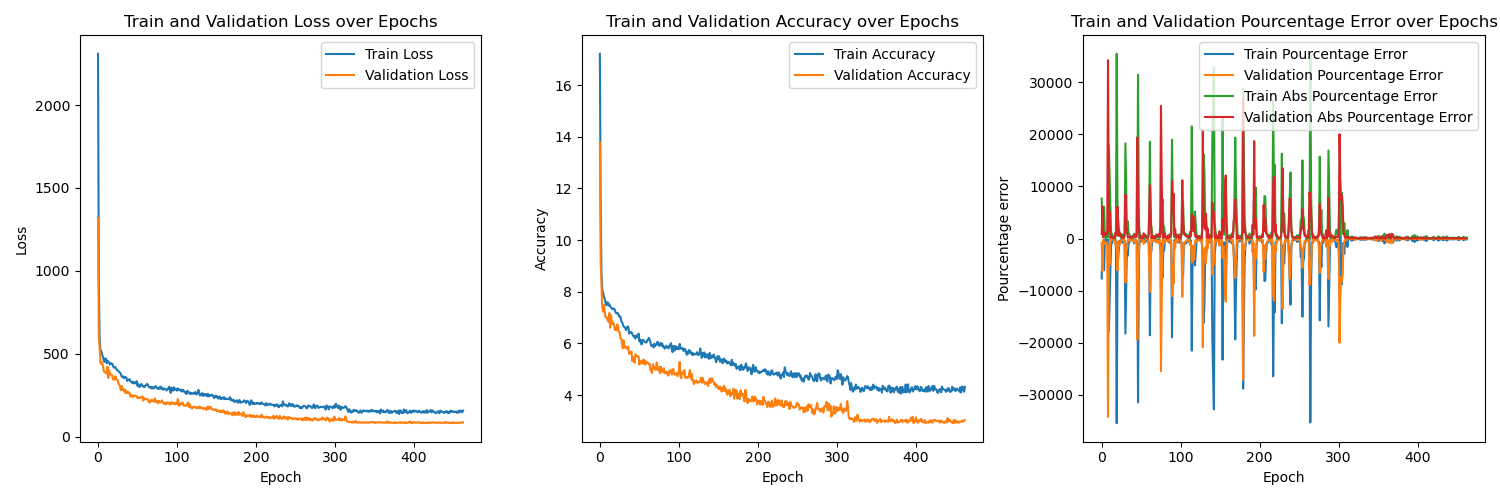 Train and Validation Loss over Epochs
Train Loss
Validation Loss
Loss
2000
1500
1000
500
0
0 100 200 300 400
Epoch
Train and Validation Accuracy over Epochs
Train Accuracy
Validation Accuracy
Accuracy
16
14
12
10
8
6
4
0 100 200 300 400
Epoch
Train and Validation Pourcentage Error over Epochs
Train Pourcentage Error
Validation Pourcentage Error
Train Abs Pourcentage Error
Validation Abs Pourcentage Error
Pourcentage error
30000
20000
10000
0
−10000
−20000
−30000
0 100 200 300 400
Epoch